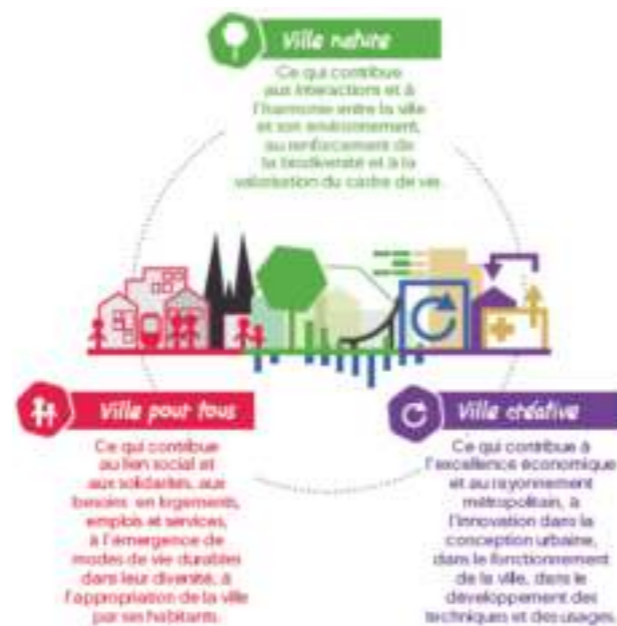 Ville nature
Ce qui contribue
aux interactions et à
l'harmonie entre la ville
et son environnement,
au renforcement de
la biodiversité et à la
valorisation du cadre de vie.
Ville pour tous
Ce qui contribue
au lien social et
aux solidarités, aux
besoins en logements,
emplois et services,
à l'émergence de
modes de vie durables
dans leur diversité, à
l'appropriation de la ville
par ses habitants.
Ville créative
Ce qui contribue à
l'excellence économique
et au rayonnement
métropolitain, à
l'innovation dans la
conception urbaine,
dans le fonctionnement
de la ville, dans le
développement des
techniques et des usages.